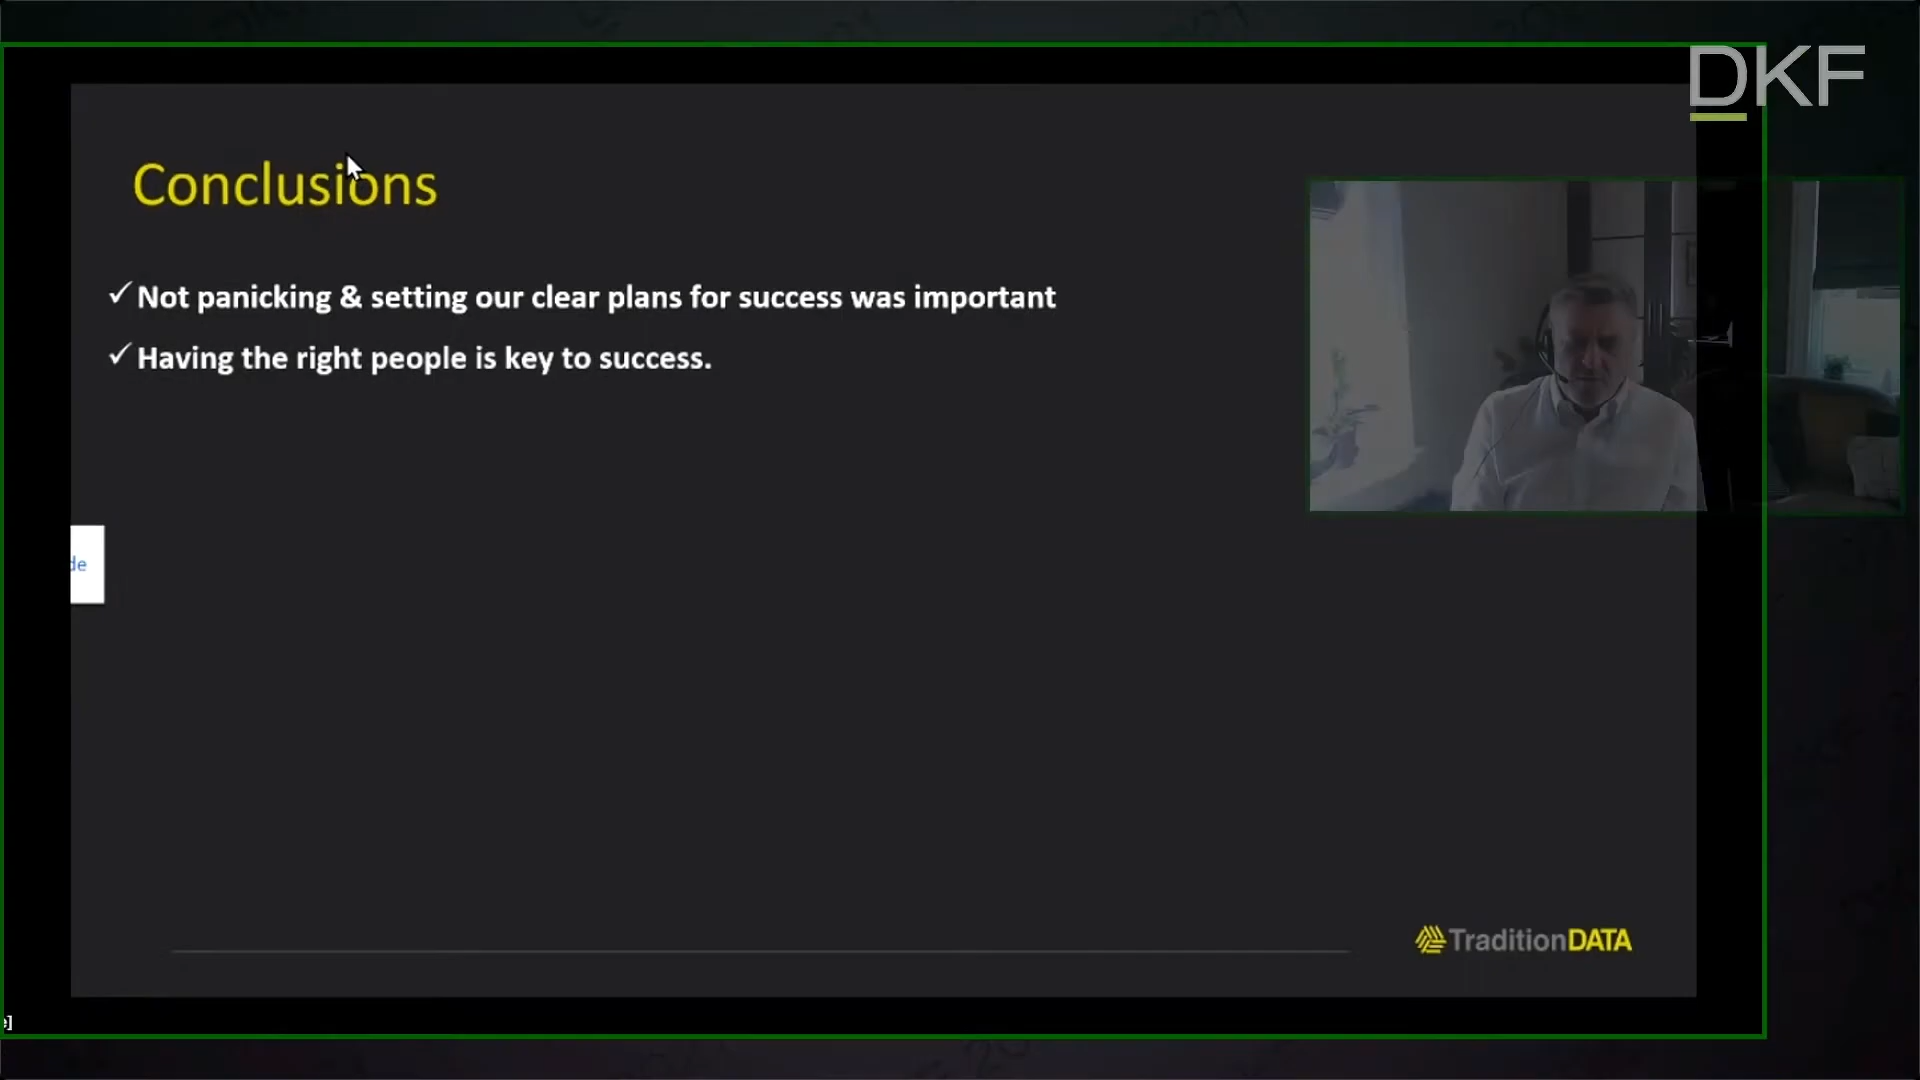 DKF
Conclusions
✓ Not panicking & setting our clear plans for success was important
✓ Having the right people is key to success.
de
TraditionDATA
e]